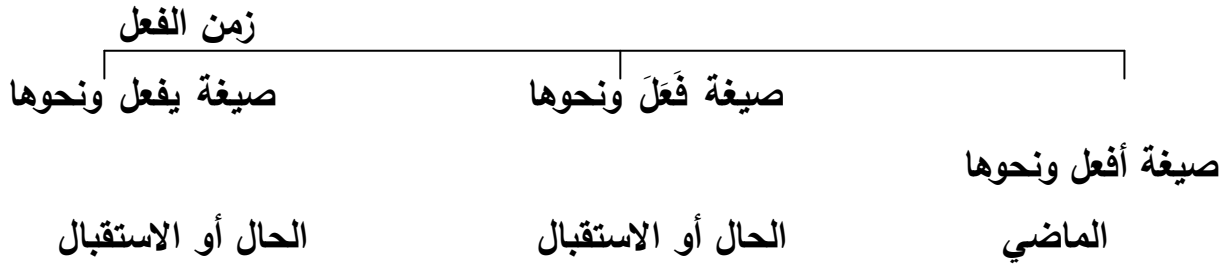 زمن الفعل
صيغة فَعَلَ ونحوها صيغة يفعل ونحوها
صيغة أفعل ونحوها
الماضي الحال أو الاستقبال الحال أو الاستقبال